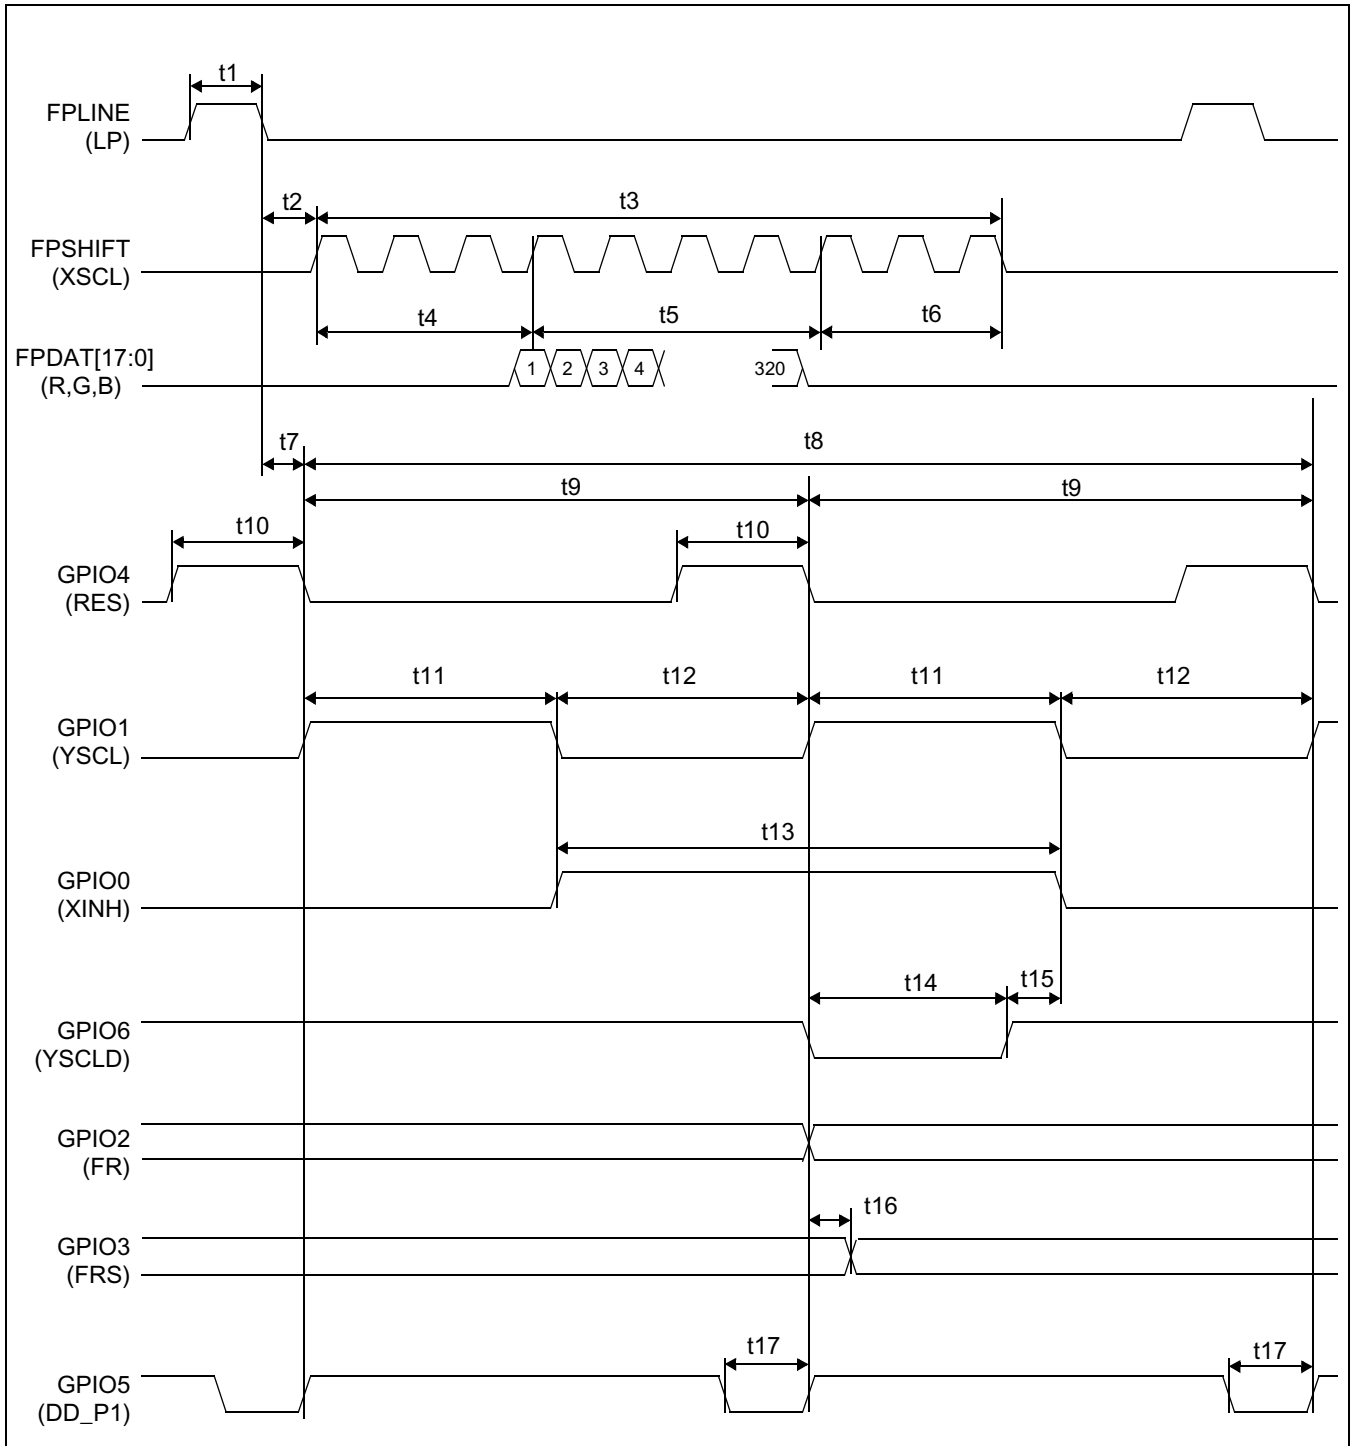 t1
FPLINE
(LP)
t2
t3
FPSHIFT
(XSCL)
t4
t5
t6
FPDAT[17:0]
(R,G,B)
1
2
3
4
320
t7
t8
t9
t9
t10
t10
GPIO4
(RES)
t11
t12
t11
t12
GPIO1
(YSCL)
t13
GPIO0
(XINH)
t14
t15
GPIO6
(YSCLD)
GPIO2
(FR)
t16
GPIO3
(FRS)
t17
t17
GPIO5
(DD_P1)